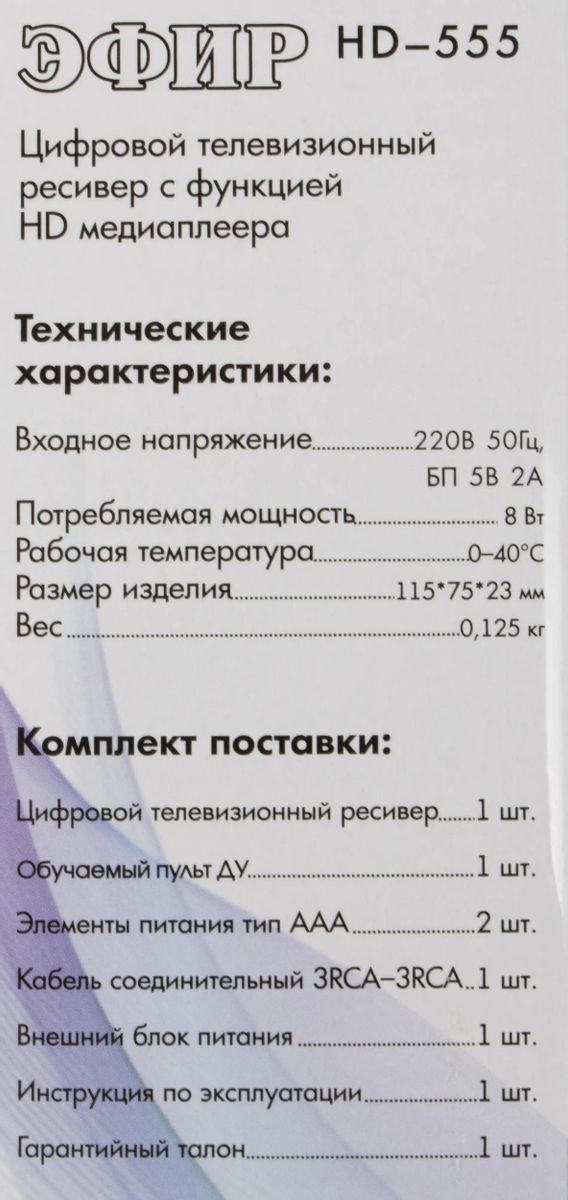 ЭФИР HD–555
Цифровой телевизионный
ресивер с функцией
HD медиаплеера
Технические
характеристики:
Входное напряжение....................220В 50Гц,
БП 5В 2А
Потребляемая мощность......................... 8 Вт
Рабочая температура...........................0–40°С
Размер изделия............................115*75*23 мм
Вес..................................................0,125 кг
Комплект поставки:
Цифровой телевизионный ресивер.......1 шт.
Обучаемый пульт ДУ...............................1 шт.
Элементы питания тип ААА...................2 шт.
Кабель соединительный 3RCA–3RCA..1 шт.
Внешний блок питания...........................1 шт.
Инструкция по эксплуатации.................1 шт.
Гарантийный талон..................................1 шт.